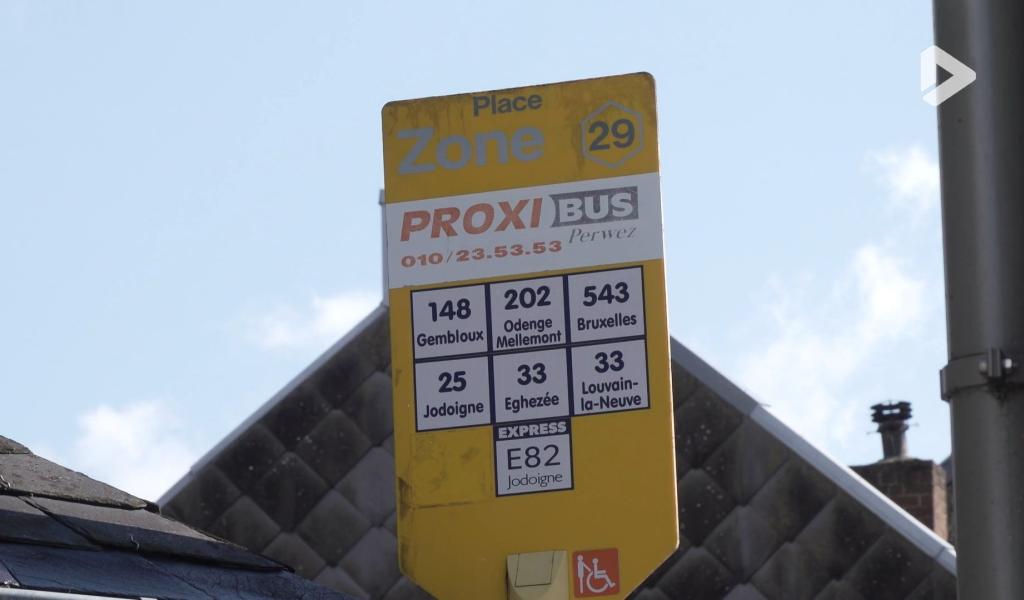 Place
Zone 29
PROXI BUS
Perwez
010/23.53.53
148
Gembloux
202
Odenge
Mellemont
543
Bruxelles
25
Jodoigne
33
Eghezée
33
Louvain-
la-Neuve
EXPRESS
E82
Jodoigne